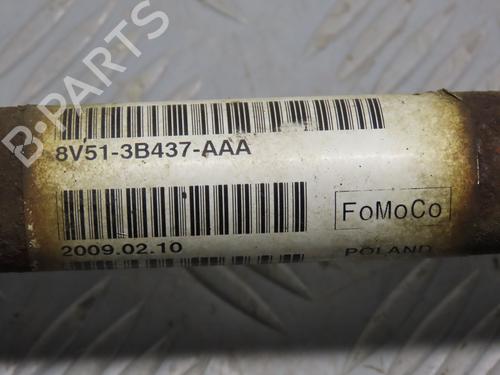 B-PARTS
8V51-3B437-AAA
FoMoCo
2009.02.10
POLAND